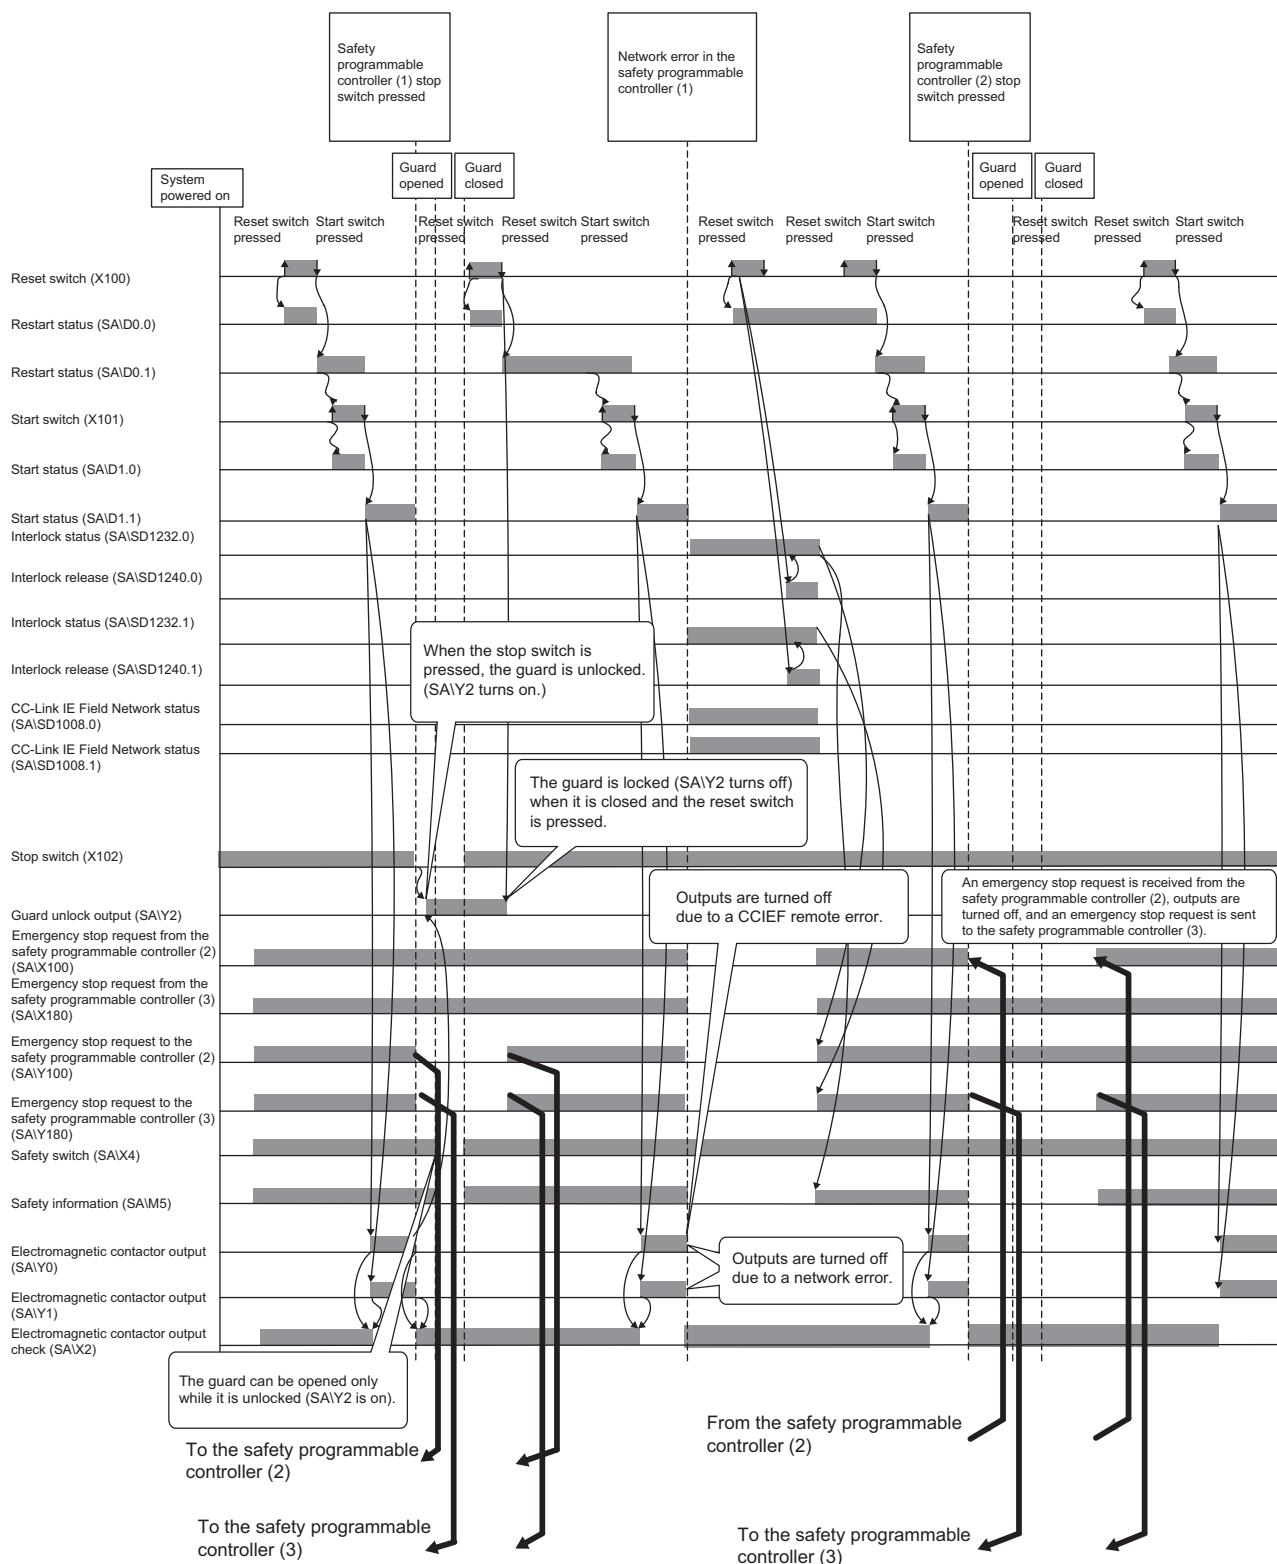 Safety
programmable
controller (1) stop
switch pressed
Network error in the
safety programmable
controller (1)
Safety
programmable
controller (2) stop
switch pressed
System
powered on
Guard
opened
Guard
closed
Guard
opened
Guard
closed
Reset switch
pressed
Start switch
pressed
Reset switch
pressed
Reset switch
pressed
Start switch
pressed
Reset switch
pressed
Reset switch
pressed
Start switch
pressed
Reset switch
pressed
Reset switch
pressed
Start switch
pressed
Reset switch (X100)
Restart status (SA\D0.0)
Restart status (SA\D0.1)
Start switch (X101)
Start status (SA\D1.0)
Start status (SA\D1.1)
Interlock status (SA\SD1232.0)
Interlock release (SA\SD1240.0)
Interlock status (SA\SD1232.1)
Interlock release (SA\SD1240.1)
CC-Link IE Field Network status
(SA\SD1008.0)
CC-Link IE Field Network status
(SA\SD1008.1)
When the stop switch is
pressed, the guard is unlocked.
(SA\Y2 turns on.)
The guard is locked (SA\Y2 turns off)
when it is closed and the reset switch
is pressed.
Stop switch (X102)
Guard unlock output (SA\Y2)
Outputs are turned off
due to a CCIEF remote error.
An emergency stop request is received from the
safety programmable controller (2), outputs are
turned off, and an emergency stop request is sent
to the safety programmable controller (3).
Emergency stop request from the
safety programmable controller (2)
(SA\X100)
Emergency stop request from the
safety programmable controller (3)
(SA\X180)
Emergency stop request to the
safety programmable controller (2)
(SA\Y100)
Emergency stop request to the
safety programmable controller (3)
(SA\Y180)
Safety switch (SA\X4)
Safety information (SA\M5)
Electromagnetic contactor output
(SA\Y0)
Outputs are turned off
due to a network error.
Electromagnetic contactor output
(SA\Y1)
Electromagnetic contactor output
check (SA\X2)
The guard can be opened only
while it is unlocked (SA\Y2 is on).
To the safety programmable
controller (2)
From the safety programmable
controller (2)
To the safety programmable
controller (3)
To the safety programmable
controller (3)